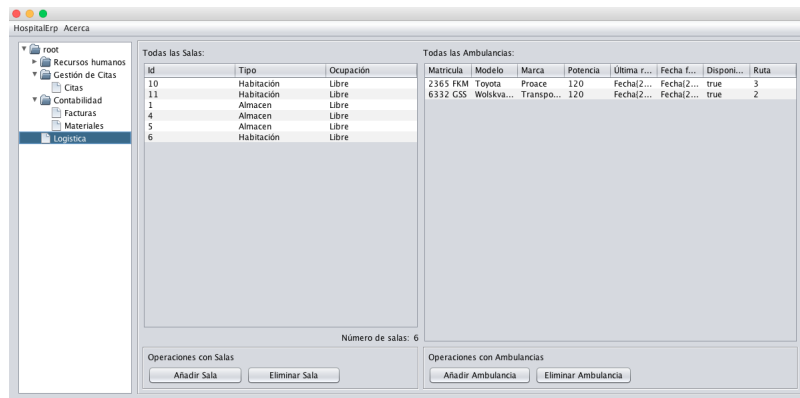 HospitalErp Acerca
root
Recursos humanos
Gestión de Citas
Citas
Contabilidad
Facturas
Materiales
Logística
Todas las Salas:
Id Tipo Ocupación
10 Habitación Libre
11 Habitación Libre
1 Almacen Libre
4 Almacen Libre
5 Almacen Libre
6 Habitación Libre
Número de salas: 6
Operaciones con Salas
Añadir Sala Eliminar Sala
Todas las Ambulancias:
Matricula Modelo Marca Potencia Última r... Fecha f... Disponi... Ruta
2365 FKM Toyota Proace 120 Fecha(2... Fecha(2... true 3
6332 GSS Wolskva... Transpo... 120 Fecha(2... Fecha(2... true 2
Operaciones con Ambulancias
Añadir Ambulancia Eliminar Ambulancia